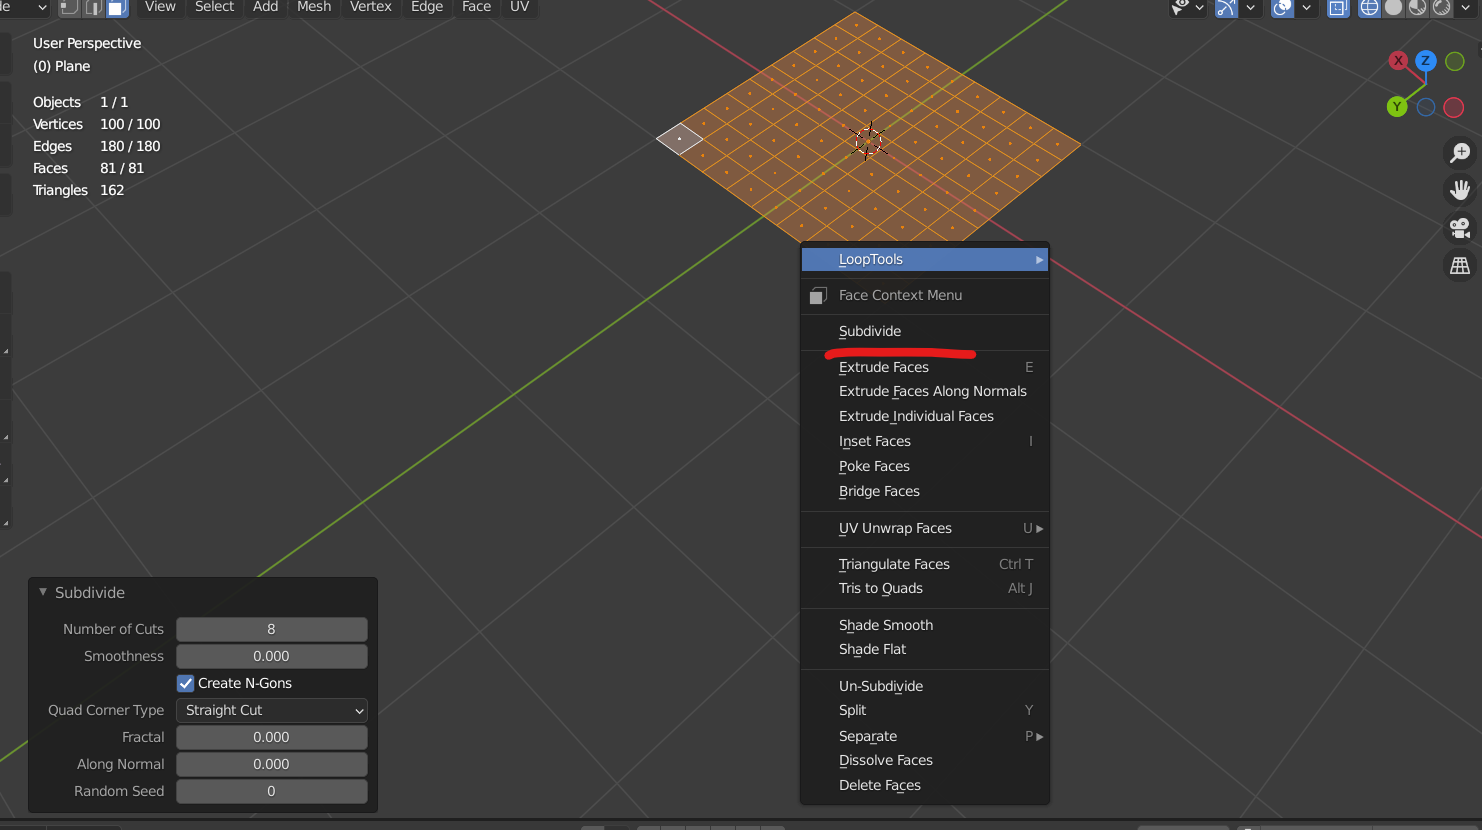 de View Select Add Mesh Vertex Edge Face UV
User Perspective
(0) Plane
Objects 1 / 1
Vertices 100 / 100
Edges 180 / 180
Faces 81 / 81
Triangles 162
X Z
Y
LoopTools
Face Context Menu
Subdivide
Extrude Faces E
Extrude Faces Along Normals
Extrude Individual Faces
Inset Faces I
Poke Faces
Bridge Faces
UV Unwrap Faces U
Triangulate Faces Ctrl T
Tris to Quads Alt J
Shade Smooth
Shade Flat
Un-Subdivide
Split Y
Separate P
Dissolve Faces
Delete Faces
Subdivide
Number of Cuts 8
Smoothness 0.000
Create N-Gons
Quad Corner Type Straight Cut
Fractal 0.000
Along Normal 0.000
Random Seed 0